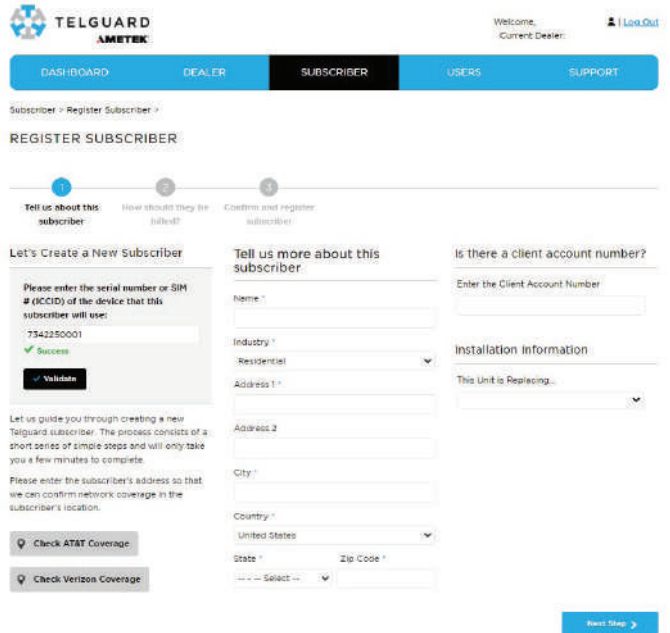 TELGUARD
AMETEK
Welcome,
Current Dealer:
| Log Out
DASHBOARD
DEALER
SUBSCRIBER
USERS
SUPPORT
Subscriber > Register Subscriber >
REGISTER SUBSCRIBER
1
2
3
Tell us about this
subscriber
How should they be
billed?
Confirm and register
subscriber
Let's Create a New Subscriber
Please enter the serial number or SIM
# (ICCID) of the device that this
subscriber will use:
7342250001
Success
Validate
Let us guide you through creating a new
Telguard subscriber. The process consists of a
short series of simple steps and will only take
you a few minutes to complete.
Please enter the subscriber's address so that
we can confirm network coverage in the
subscriber's location.
Check AT&T Coverage
Check Verizon Coverage
Tell us more about this
subscriber
Name *
Industry *
Residential
Address 1 *
Address 2
City *
Country *
United States
State *
Zip Code *
-- - -- Select --
Is there a client account number?
Enter the Client Account Number
Installation Information
This Unit is Replacing...
Next Step